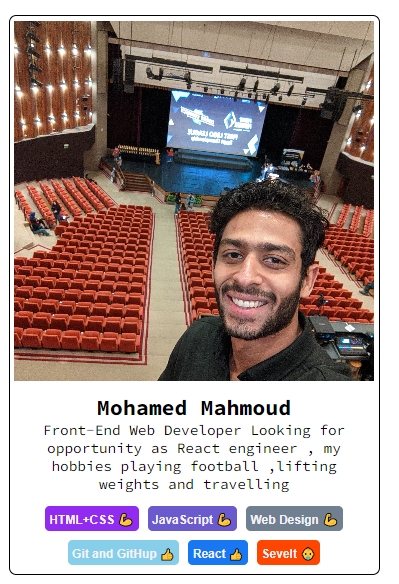 Mohamed Mahmoud
Front-End Web Developer Looking for
opportunity as React engineer , my
hobbies playing football ,lifting
weights and travelling
HTML+CSS 💪 JavaScript 💪 Web Design 💪
Git and GitHup 👍 React 👍 Sevelt 👶